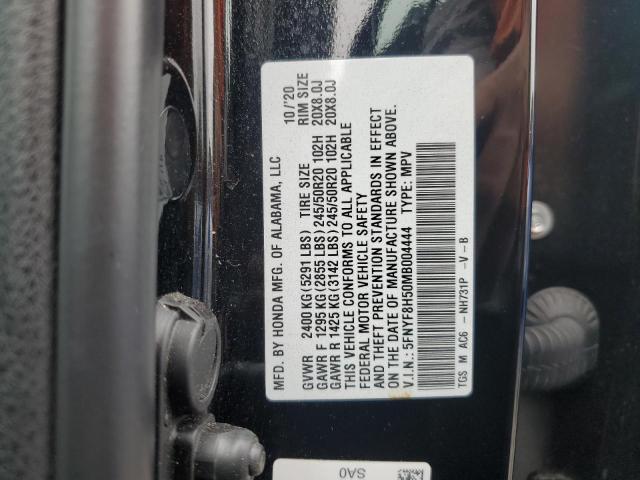 MFD. BY HONDA MFG. OF ALABAMA, LLC 10/'20
GVWR 2400 KG (5291 LBS) TIRE SIZE RIM SIZE
GAWR F 1295 KG (2855 LBS) 245/50R20 102H 20X8.0J
GAWR R 1425 KG (3142 LBS) 245/50R20 102H 20X8.0J
THIS VEHICLE CONFORMS TO ALL APPLICABLE
FEDERAL MOTOR VEHICLE SAFETY
AND THEFT PREVENTION STANDARDS IN EFFECT
ON THE DATE OF MANUFACTURE SHOWN ABOVE.
V.I.N.: 5FNYF8H50MB004444 TYPE: MPV
TGS M AC6 - NH731P -V - B
SA0